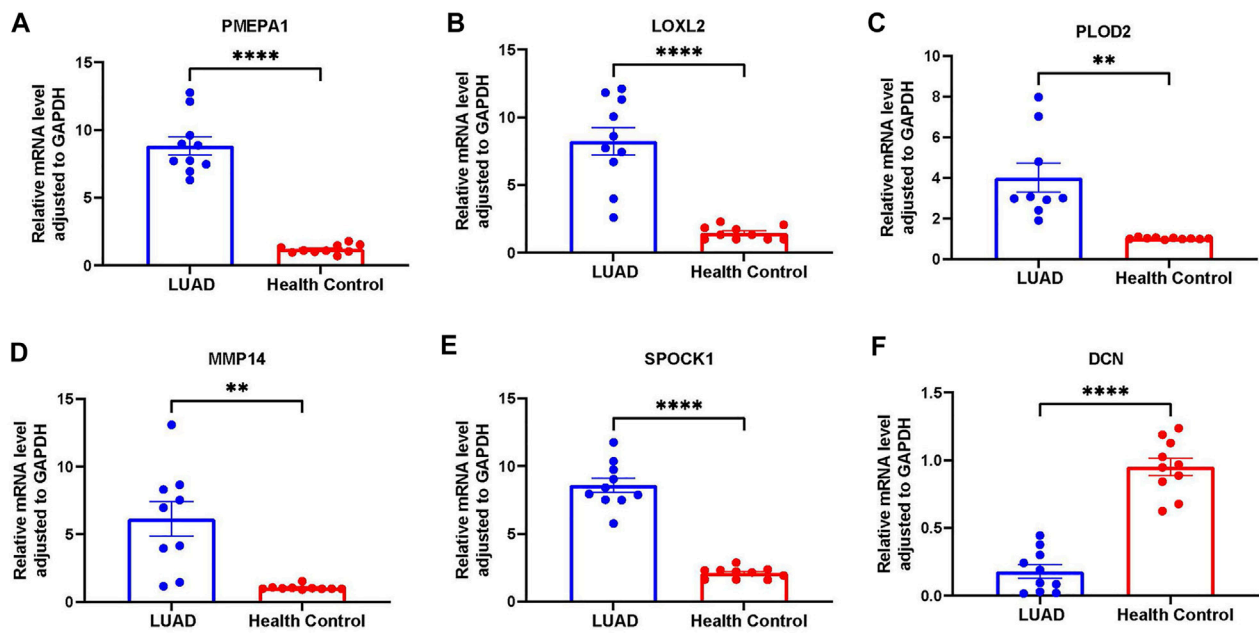 A
PMEPA1
****
Relative mRNA level
adjusted to GAPDH
15
10
5
0
LUAD
Health Control
B
LOXL2
****
Relative mRNA level
adjusted to GAPDH
15
10
5
0
LUAD
Health Control
C
PLOD2
**
Relative mRNA level
adjusted to GAPDH
10
8
6
4
2
0
LUAD
Health Control
D
MMP14
**
Relative mRNA level
adjusted to GAPDH
15
10
5
0
LUAD
Health Control
E
SPOCK1
****
Relative mRNA level
adjusted to GAPDH
15
10
5
0
LUAD
Health Control
F
DCN
****
Relative mRNA level
adjusted to GAPDH
1.5
1.0
0.5
0.0
LUAD
Health Control